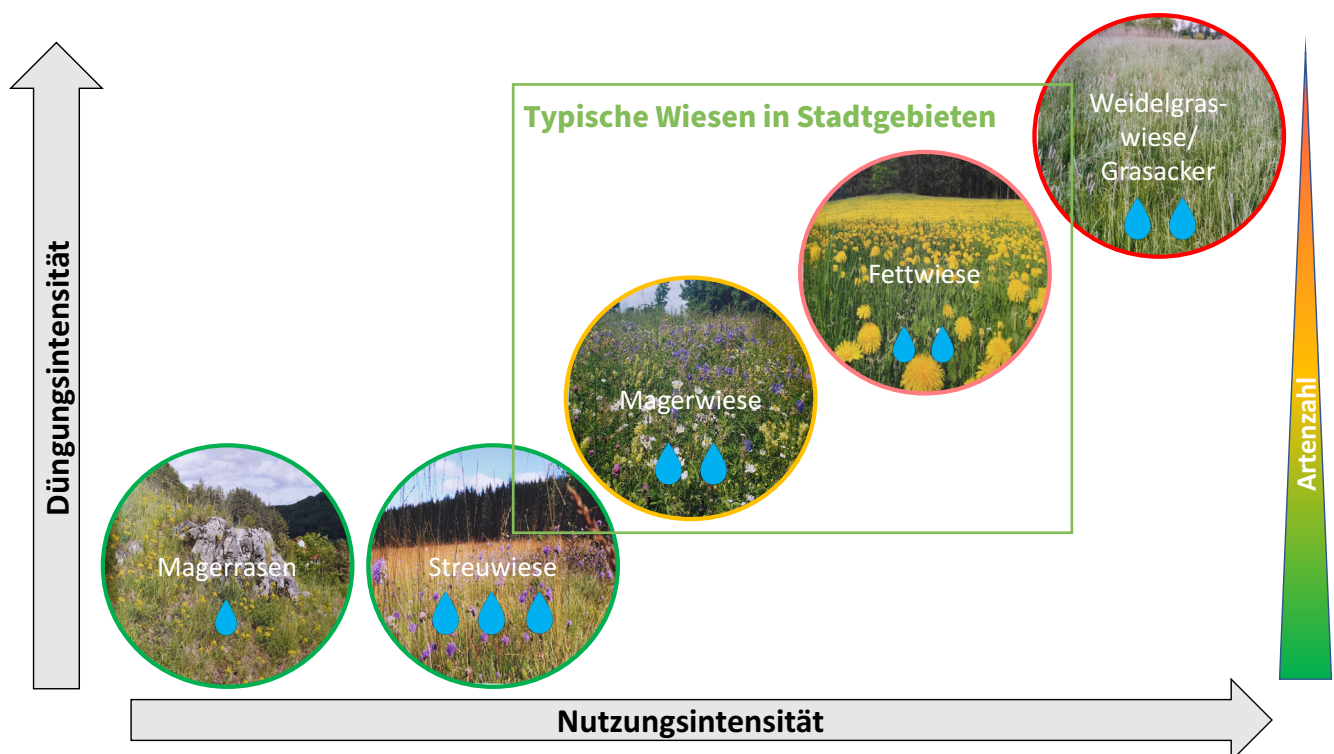 Typische Wiesen in Stadtgebieten
Weidelgras-
wiese/
Grasacker
Fettwiese
Magerwiese
Magerrasen
Streuwiese
Düngungsintensität
Artenzahl
Nutzungsintensität